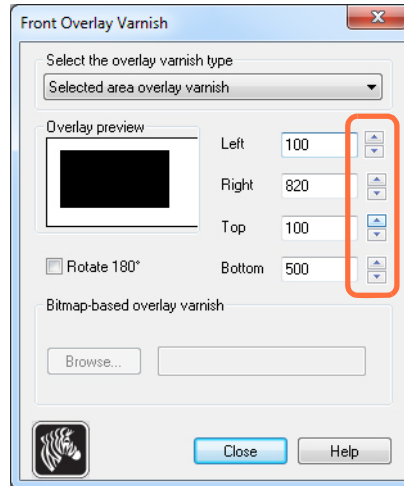 Front Overlay Varnish
Select the overlay varnish type
Selected area overlay varnish
Overlay preview
Left 100
Right 820
Top 100
Rotate 180° Bottom 500
Bitmap-based overlay varnish
Browse...
Close Help